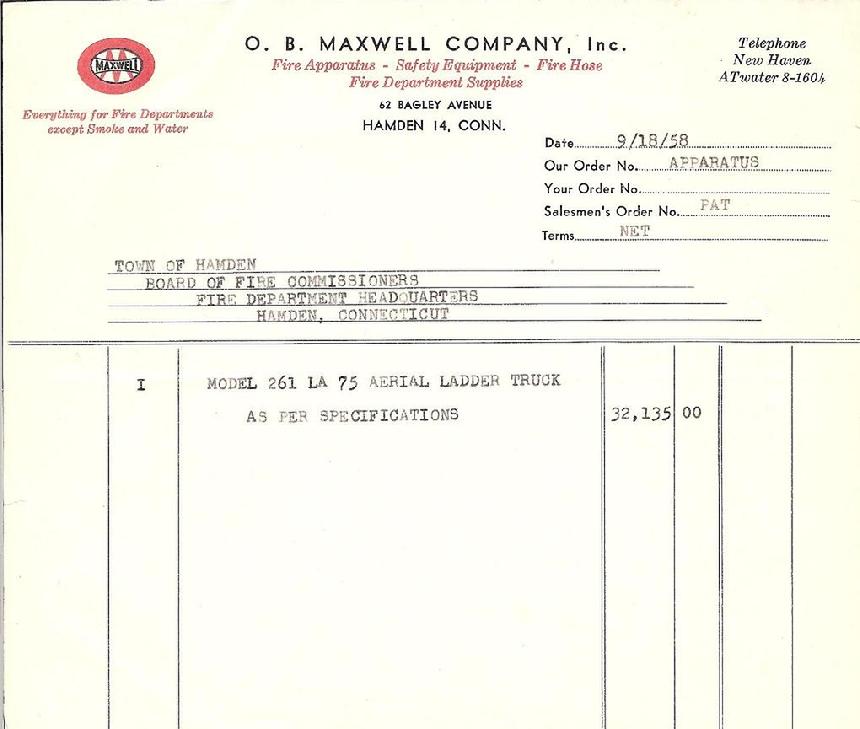 O. B. MAXWELL COMPANY, Inc.
Fire Apparatus - Safety Equipment - Fire Hose
Fire Department Supplies
62 BAGLEY AVENUE
HAMDEN 14, CONN.
MAXWELL
Everything for Fire Departments
except Smoke and Water
Telephone
New Haven
ATwater 8-1604
Date 9/18/58
Our Order No. APPARATUS
Your Order No.
Salesmen's Order No. PAT
Terms NET
TOWN OF HAMDEN
BOARD OF FIRE COMMISSIONERS
FIRE DEPARTMENT HEADQUARTERS
HAMDEN, CONNECTICUT
I MODEL 261 LA 75 AERIAL LADDER TRUCK
AS PER SPECIFICATIONS 32,135 00